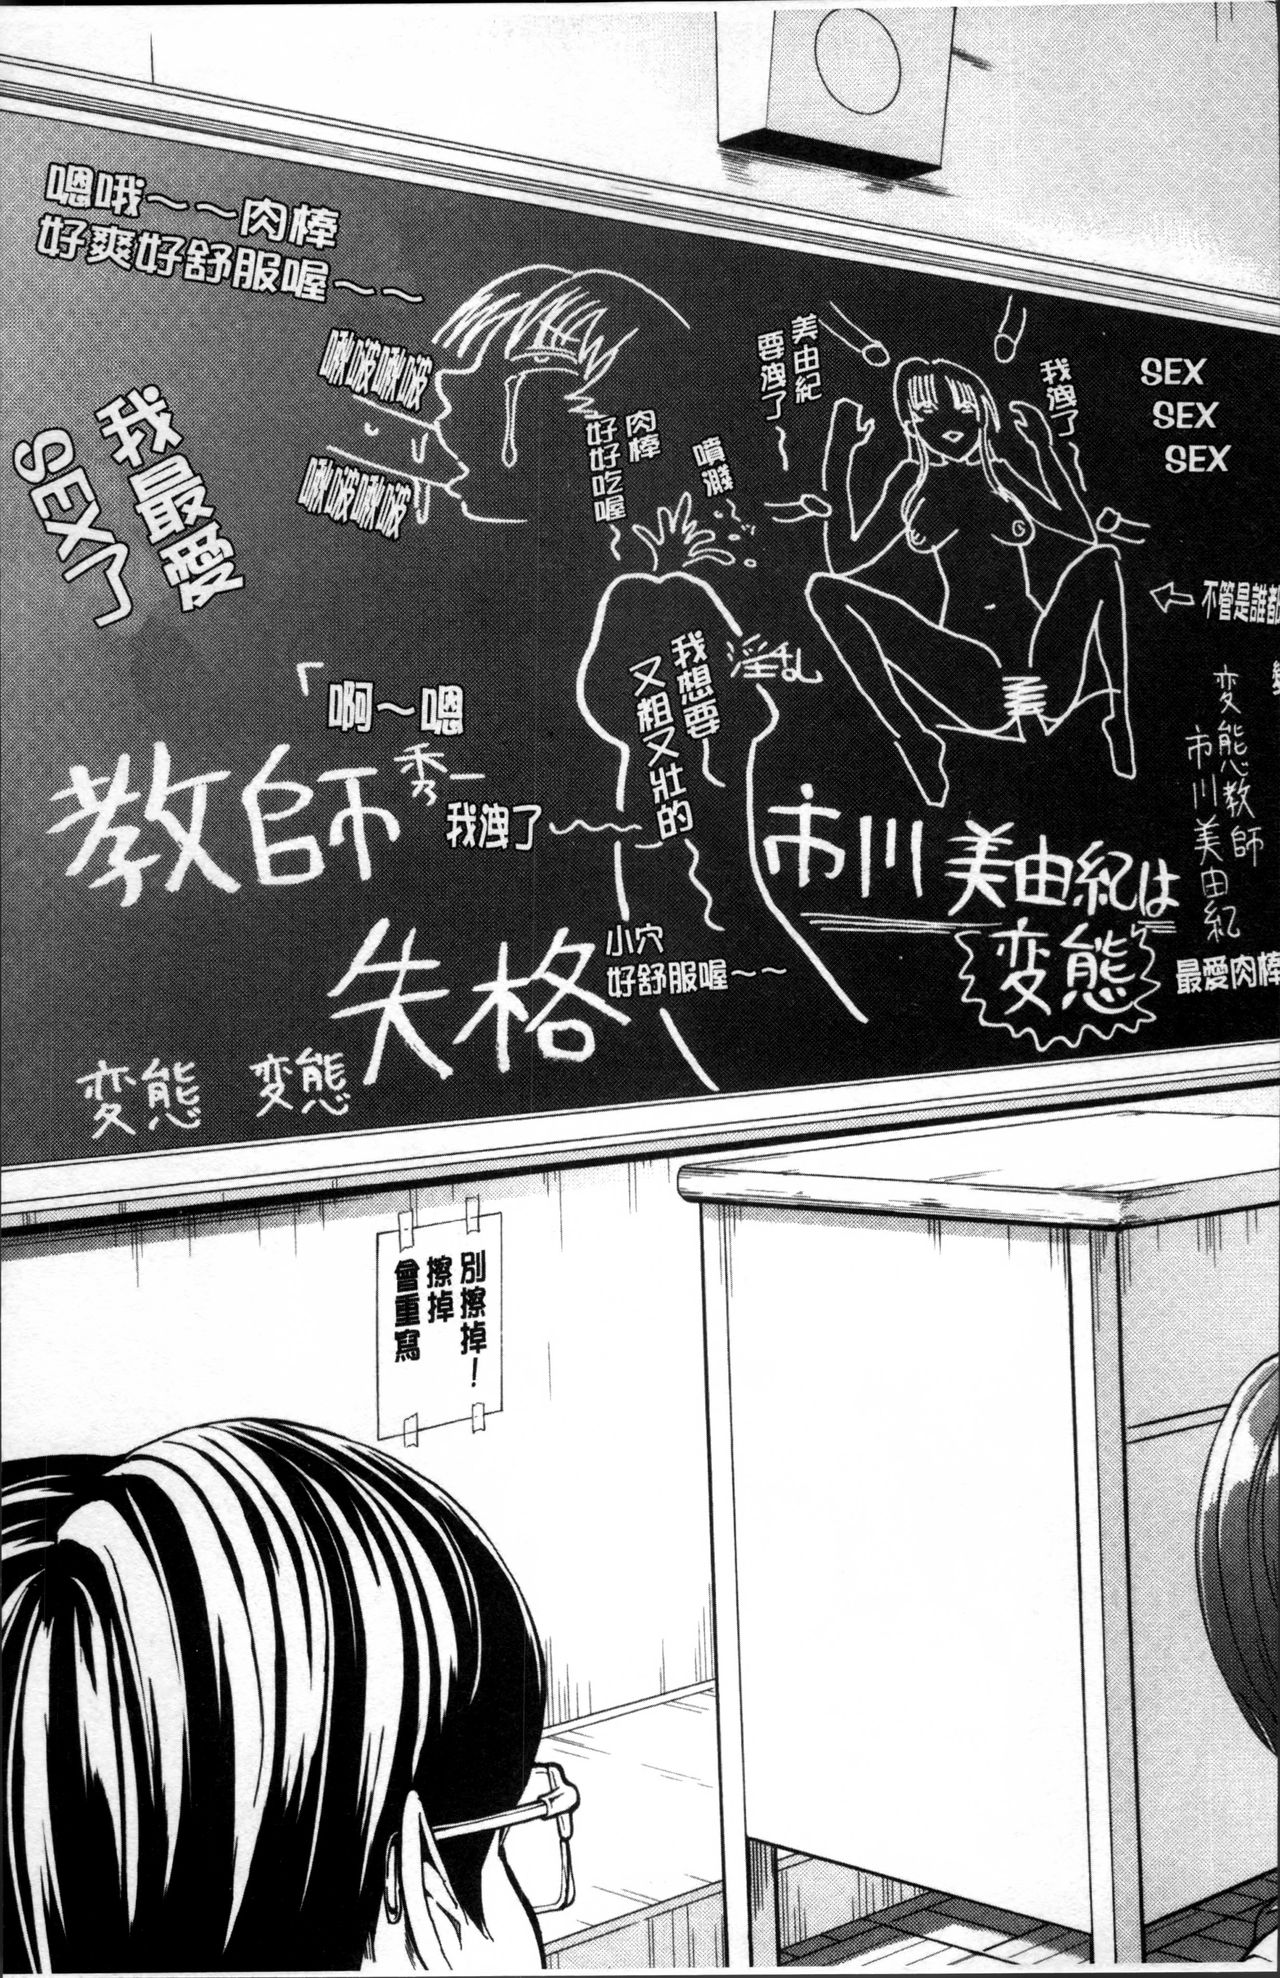 嗯哦～～肉棒
好爽好舒服喔～～
啾啵啾啵
啾啵啾啵
我最愛
SEX了
肉棒
好好吃喔
噴濺
美由紀
要洩了
我洩了
SEX
SEX
SEX
不管是誰都
変態教師
市川美由紀
淫乱
我想要
又粗又壯的
「啊～嗯
教師
失格
我洩了
小穴
好舒服喔～～
市川美由紀は
変態
最愛肉棒
変態 変態
別擦掉！
擦掉
會重寫